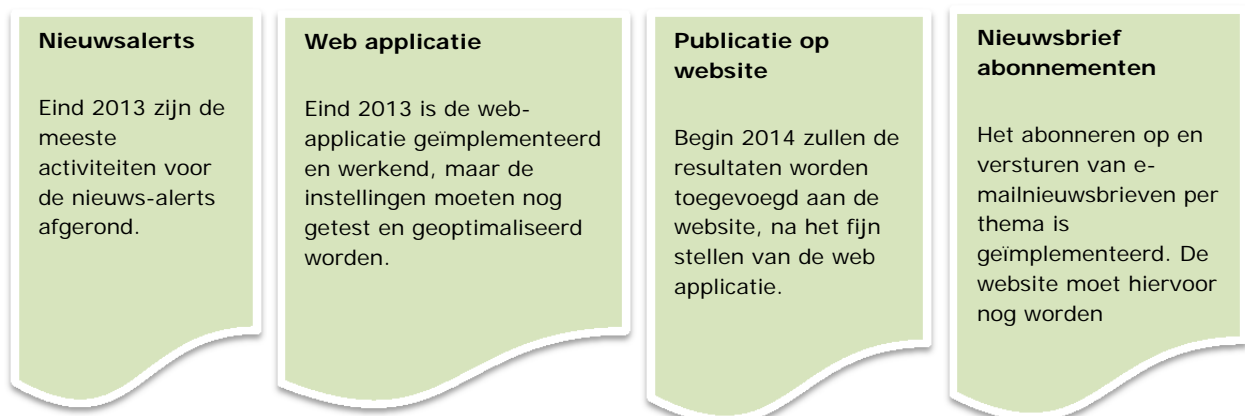 Nieuwsalerts
Eind 2013 zijn de
meeste
activiteiten voor
de nieuws-alerts
afgerond.
Web applicatie
Eind 2013 is de web-
applicatie geïmplementeerd
en werkend, maar de
instellingen moeten nog
getest en geoptimaliseerd
worden.
Publicatie op
website
Begin 2014 zullen de
resultaten worden
toegevoegd aan de
website, na het fijn
stellen van de web
applicatie.
Nieuwsbrief
abonnementen
Het abonneren op en
versturen van e-
mailnieuwsbrieven per
thema is
geïmplementeerd. De
website moet hiervoor
nog worden